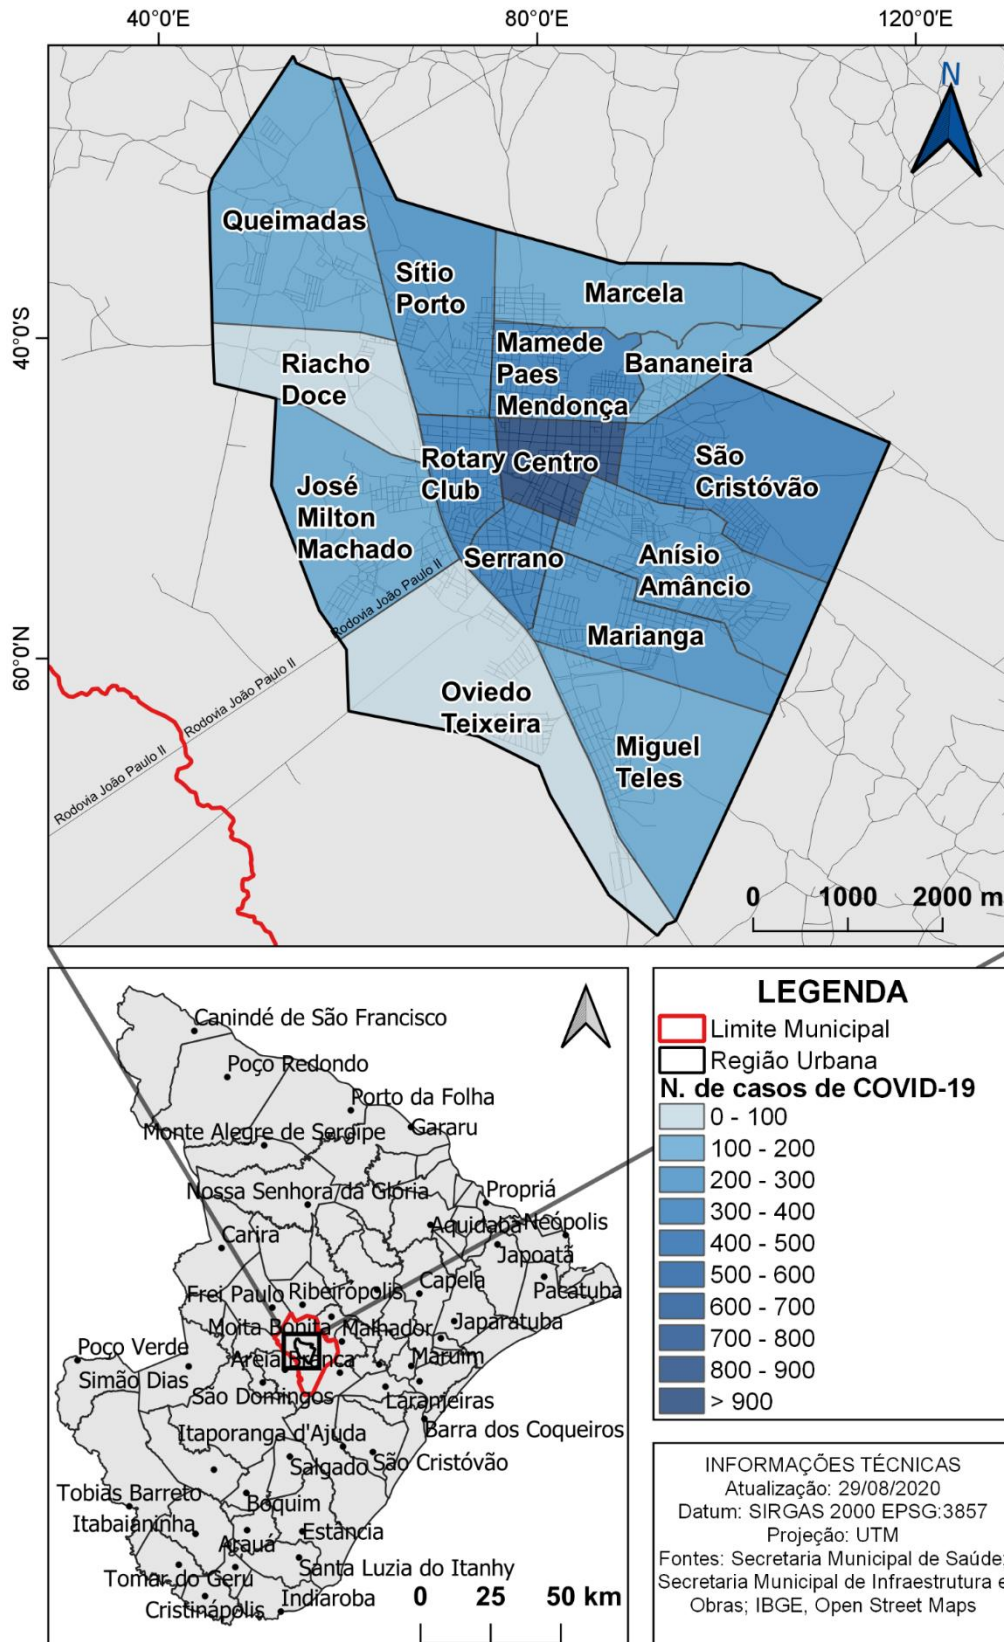 40°0'E
80°0'E
120°0'E
N
Queimadas
Sítio
Porto
Marcela
40°0'S
Riacho
Doce
Mamede
Paes
Mendonça
Bananeira
Rotary
Club
Centro
São
Cristóvão
José
Milton
Machado
Serrano
Anísio
Amâncio
Rodovia João Paulo II
Marianga
60°0'N
Rodovia João Paulo II
Rodovia João Paulo II
Oviedo
Teixeira
Miguel
Teles
0 1000 2000 m
Canindé de São Francisco
Poço Redondo
Porto da Folha
Monte Alegre de Sergipe
Gararu
Nossa Senhora da Glória
Propriá
Aquidabã
Neópolis
Carira
Japoatã
Capela
Pacatuba
Frei Paulo
Ribeirópolis
Moita Bonita
Malhador
Japaratuba
Poço Verde
Areia Branca
Maruim
Simão Dias
São Domingos
Laranjeiras
Barra dos Coqueiros
Itaporanga d'Ajuda
Salgado
São Cristóvão
Tobias Barreto
Boquim
Itabaianinha
Estância
Arauá
Santa Luzia do Itanhy
Tomar do Geru
Cristinápolis
Indiaroba
0 25 50 km
LEGENDA
Limite Municipal
Região Urbana
N. de casos de COVID-19
0 - 100
100 - 200
200 - 300
300 - 400
400 - 500
500 - 600
600 - 700
700 - 800
800 - 900
> 900
INFORMAÇÕES TÉCNICAS
Atualização: 29/08/2020
Datum: SIRGAS 2000 EPSG:3857
Projeção: UTM
Fontes: Secretaria Municipal de Saúde;
Secretaria Municipal de Infraestrutura e
Obras; IBGE, Open Street Maps